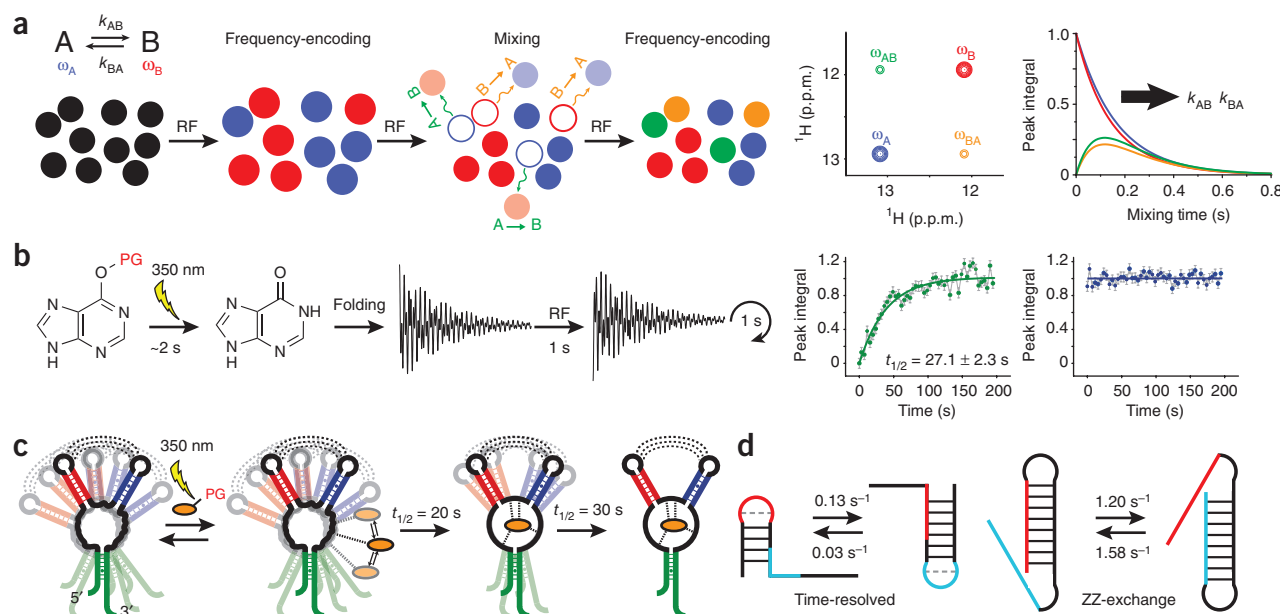 a
k_AB
A B
ω_A k_BA ω_B
Frequency-encoding Mixing Frequency-encoding
RF
RF
RF
A → B
B → A
B → A
A → B
12
13
¹H (p.p.m.)
ω_AB ω_B
ω_A ω_BA
13 12
¹H (p.p.m.)
Peak integral
1.0
0.5
0
k_AB k_BA
0 0.2 0.4 0.6 0.8
Mixing time (s)
b
O PG
N N
N N
H
350 nm
~2 s
O
N NH
N N
H
Folding
RF
1 s
1 s
Peak integral
1.2
0.8
0.4
0
t_1/2 = 27.1 ± 2.3 s
0 50 100 150 200
Time (s)
Peak integral
1.2
0.8
0.4
0
0 50 100 150 200
Time (s)
c
350 nm
PG
5′ 3′
t_1/2 = 20 s
t_1/2 = 30 s
d
0.13 s⁻¹
0.03 s⁻¹
Time-resolved
1.20 s⁻¹
1.58 s⁻¹
ZZ-exchange